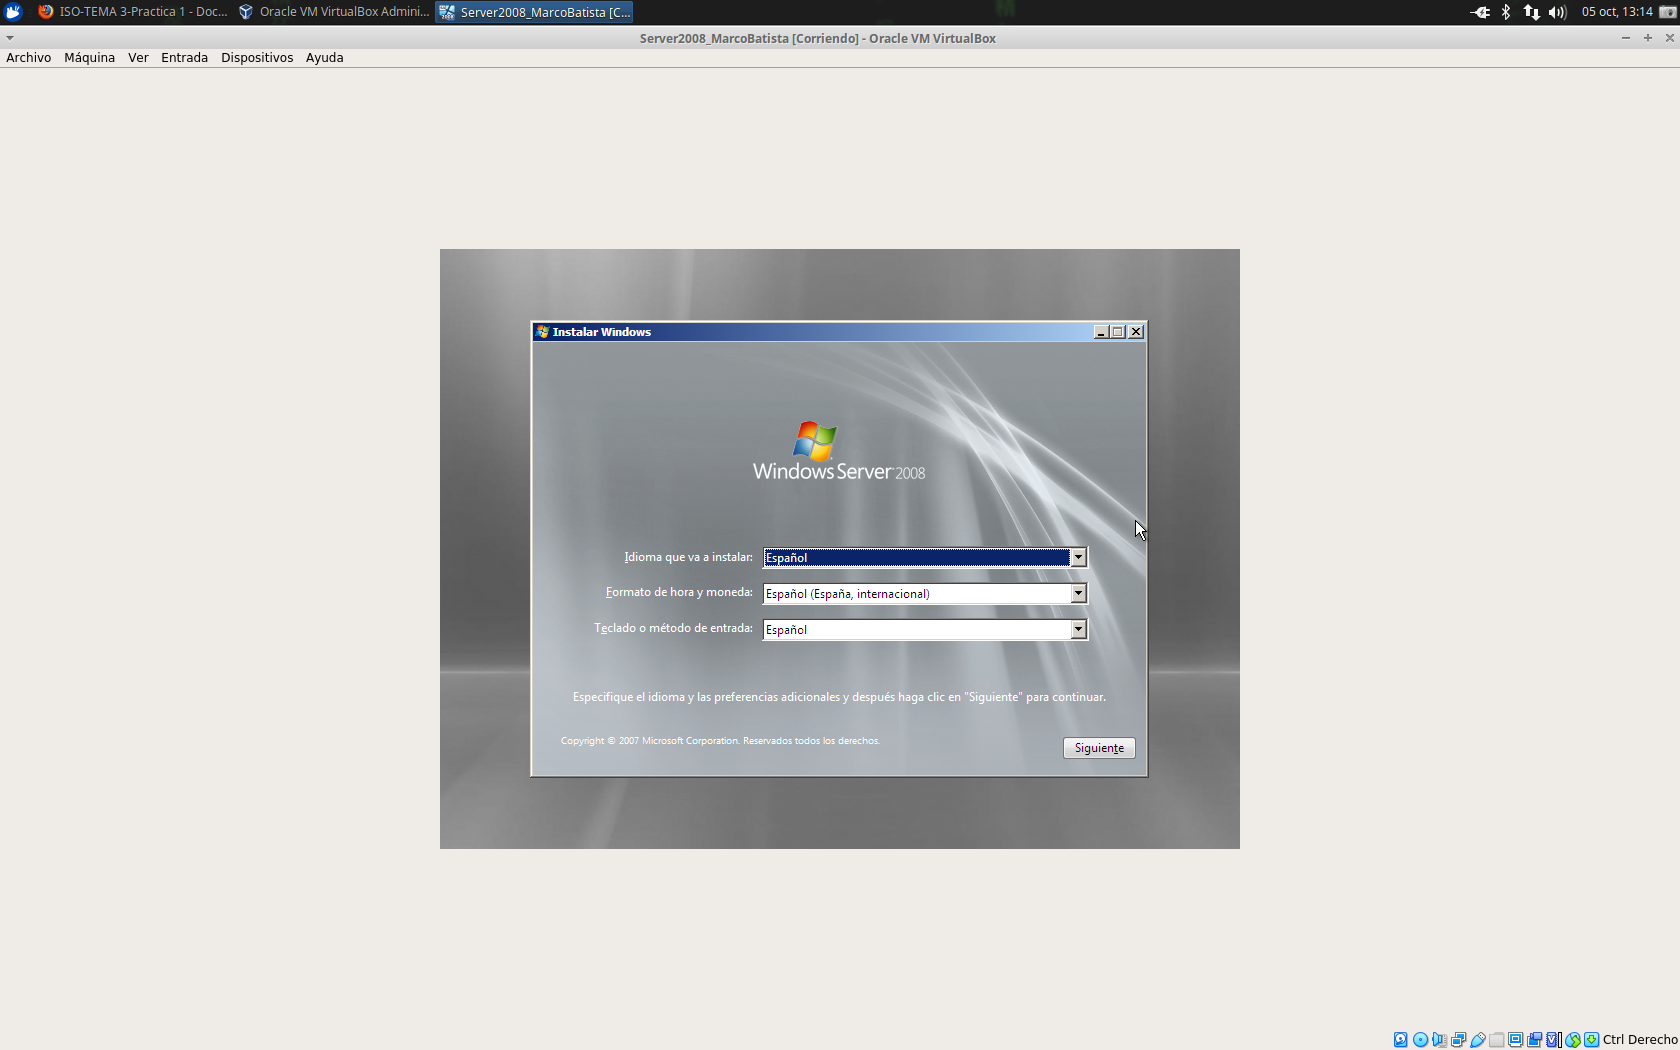 ISO-TEMA 3-Practica 1 - Doc... Oracle VM VirtualBox Admini... Server2008_MarcoBatista [C... 05 oct, 13:14
Server2008_MarcoBatista [Corriendo] - Oracle VM VirtualBox
Archivo Máquina Ver Entrada Dispositivos Ayuda
Instalar Windows
Windows Server 2008
Idioma que va a instalar: Español
Formato de hora y moneda: Español (España, internacional)
Teclado o método de entrada: Español
Especifique el idioma y las preferencias adicionales y después haga clic en "Siguiente" para continuar.
Copyright © 2007 Microsoft Corporation. Reservados todos los derechos.
Siguiente
Ctrl Derecho